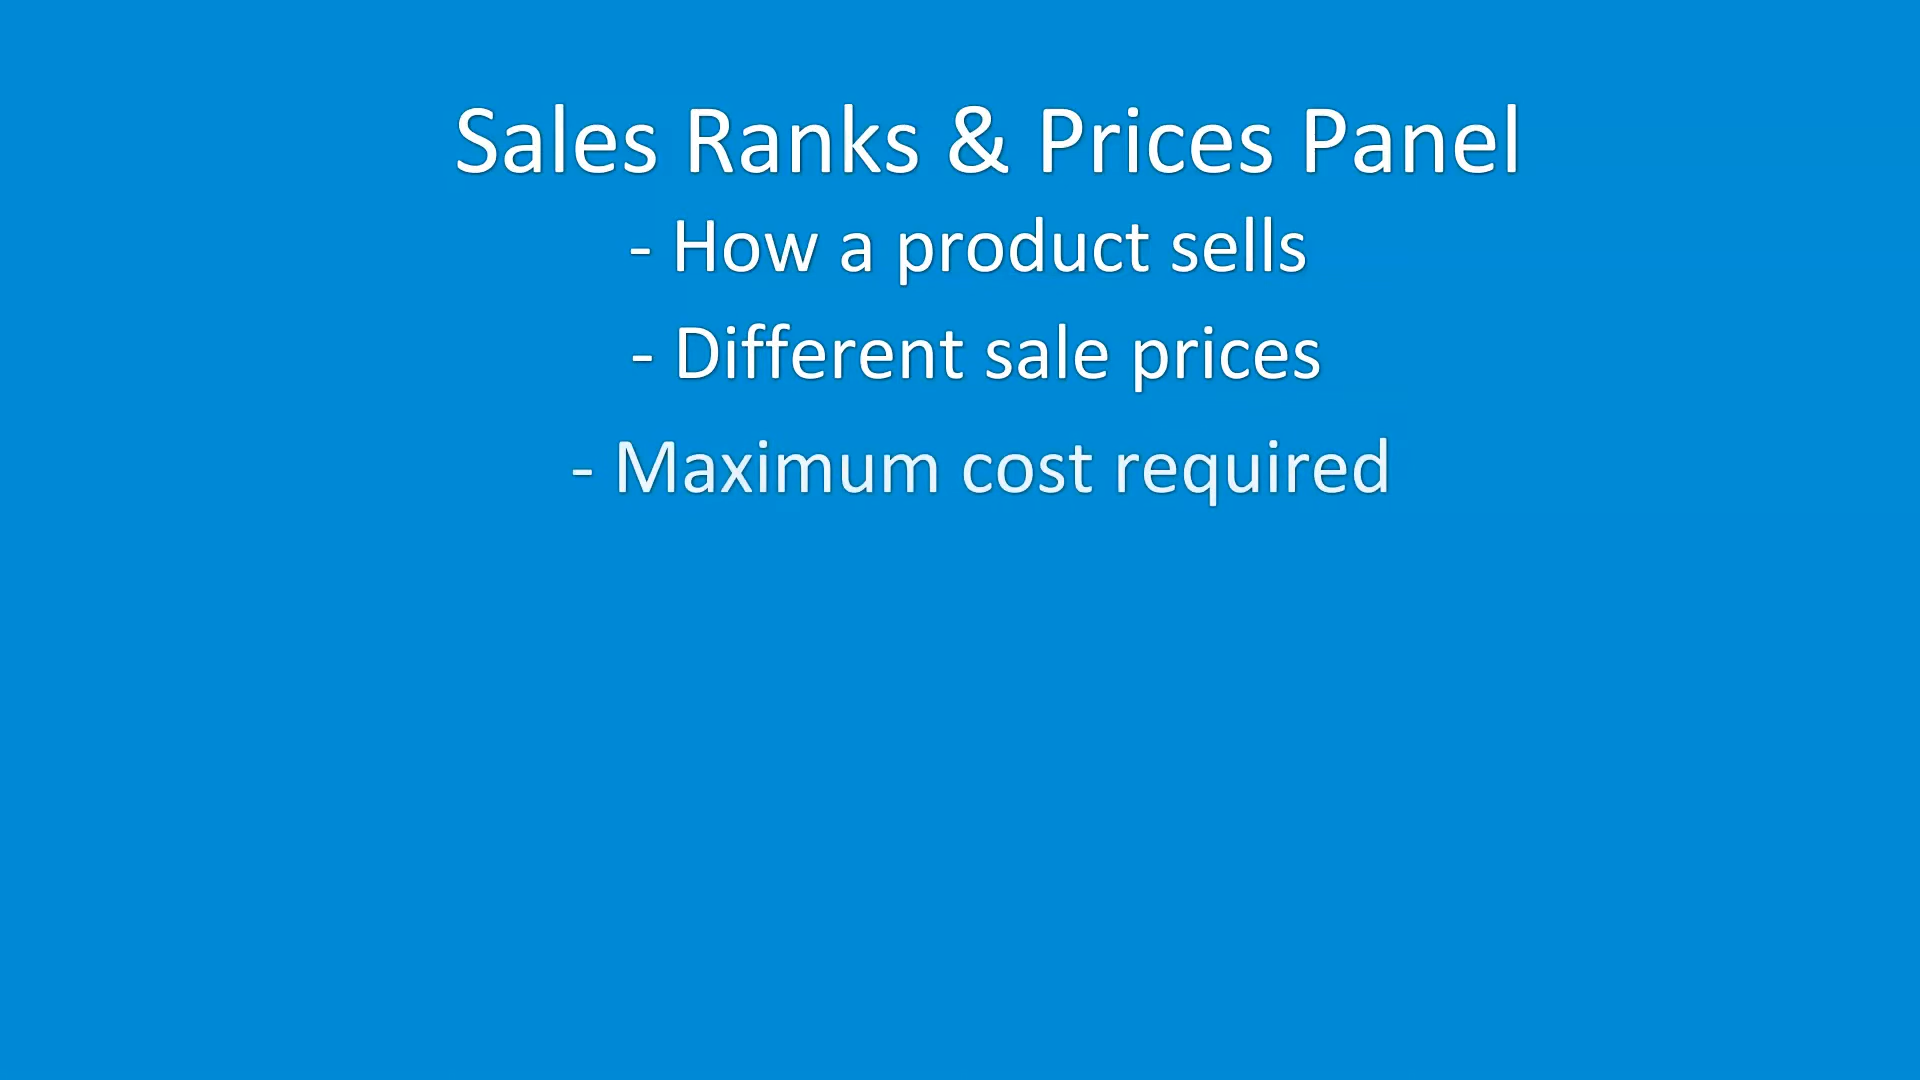 Sales Ranks & Prices Panel
- How a product sells
- Different sale prices
- Maximum cost required